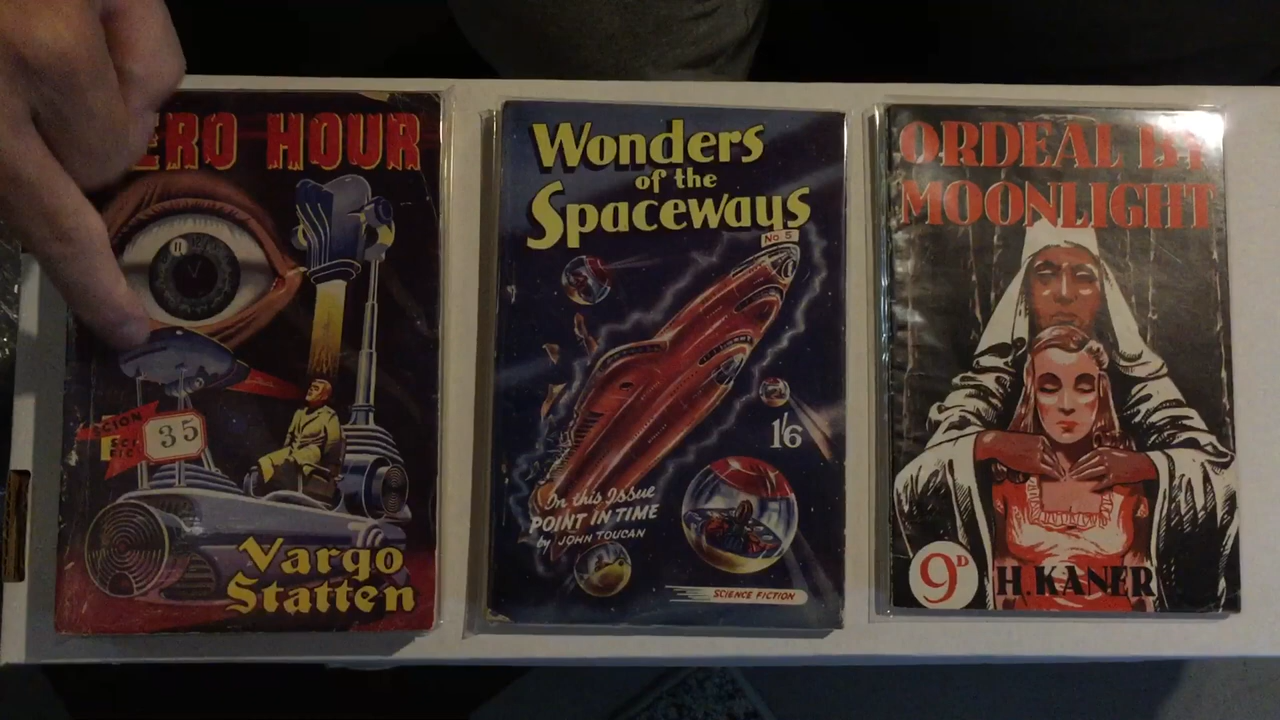 ERO HOUR
SCION
35
Vargo
Statten
Wonders
of the
Spaceways
No 5
1/6
In this Issue
POINT IN TIME
by JOHN TOUCAN
SCIENCE FICTION
ORDEAL BY
MOONLIGHT
9D
H. KANER